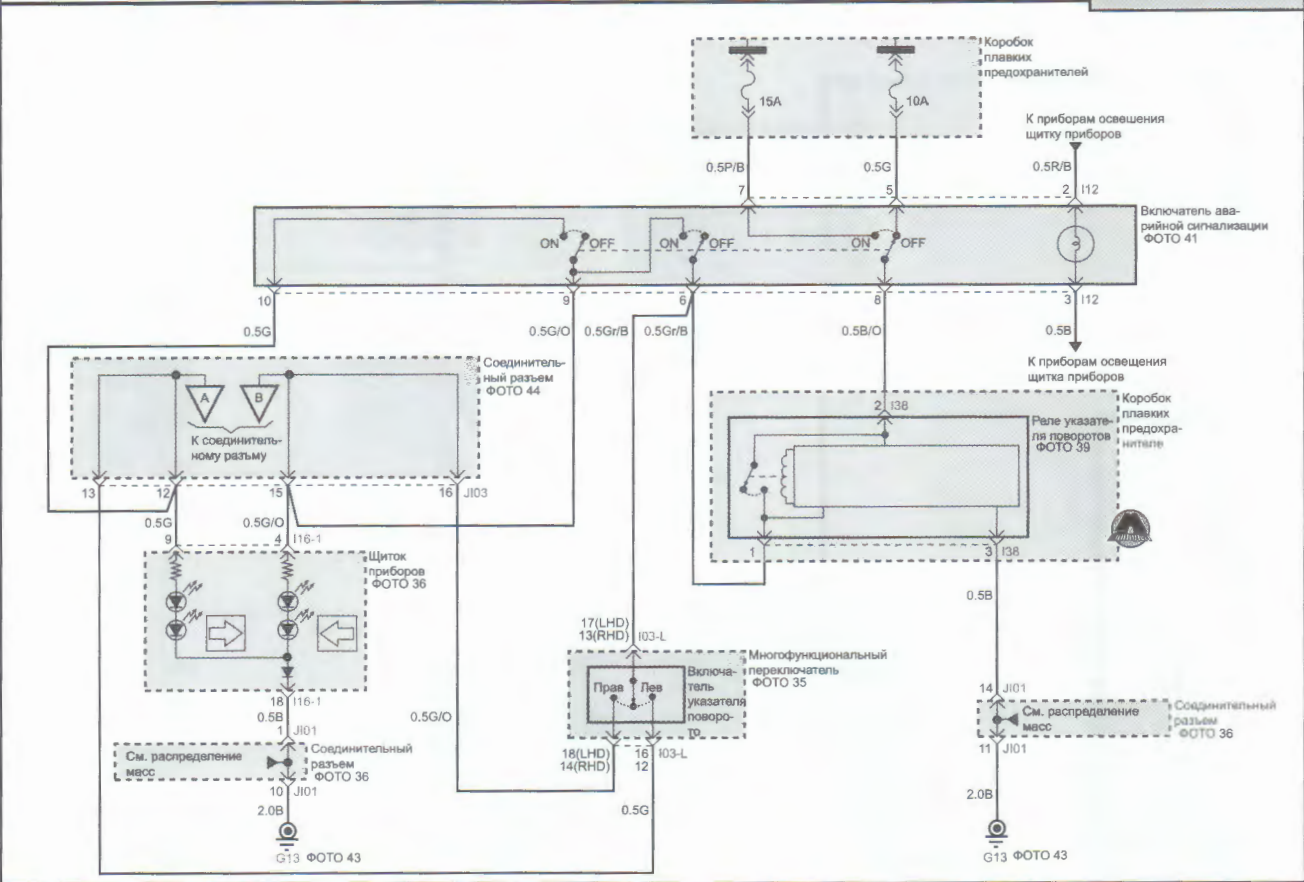 Коробок
плавких
предохранителей
15A
10A
К приборам освешения
щитку приборов
0.5P/B
0.5G
0.5R/B
7
5
2
I12
Включатель ава-
рийной сигнализации
ФОТО 41
ON
OFF
ON
OFF
ON
OFF
10
9
6
8
3
I12
0.5G
0.5G/O
0.5Gr/B
0.5Gr/B
0.5B/O
0.5B
К приборам освещения
щитка приборов
Соединитель-
ный разъем
ФОТО 44
A
B
К соединитель-
ному разъму
13
12
15
16
JI03
Коробок
плавких
предохра-
нителе
2
I38
Реле указате-
ля поворотов
ФОТО 39
1
3
I38
0.5B
0.5G
0.5G/O
9
4
I16-1
Щиток
приборов
ФОТО 36
18
I16-1
0.5B
1
JI01
См. распределение
масс
Соединительный
разъем
ФОТО 36
10
JI01
2.0B
G13 ФОТО 43
0.5G/O
17(LHD)
13(RHD)
I03-L
Многофункциональный
переключатель
ФОТО 35
Прав
Лев
Включа-
тель
указателя
поворо-
то
18(LHD)
14(RHD)
16
12
I03-L
0.5G
14
JI01
См. распределение
масс
Соединительный
разъем
ФОТО 36
11
JI01
2.0B
G13 ФОТО 43